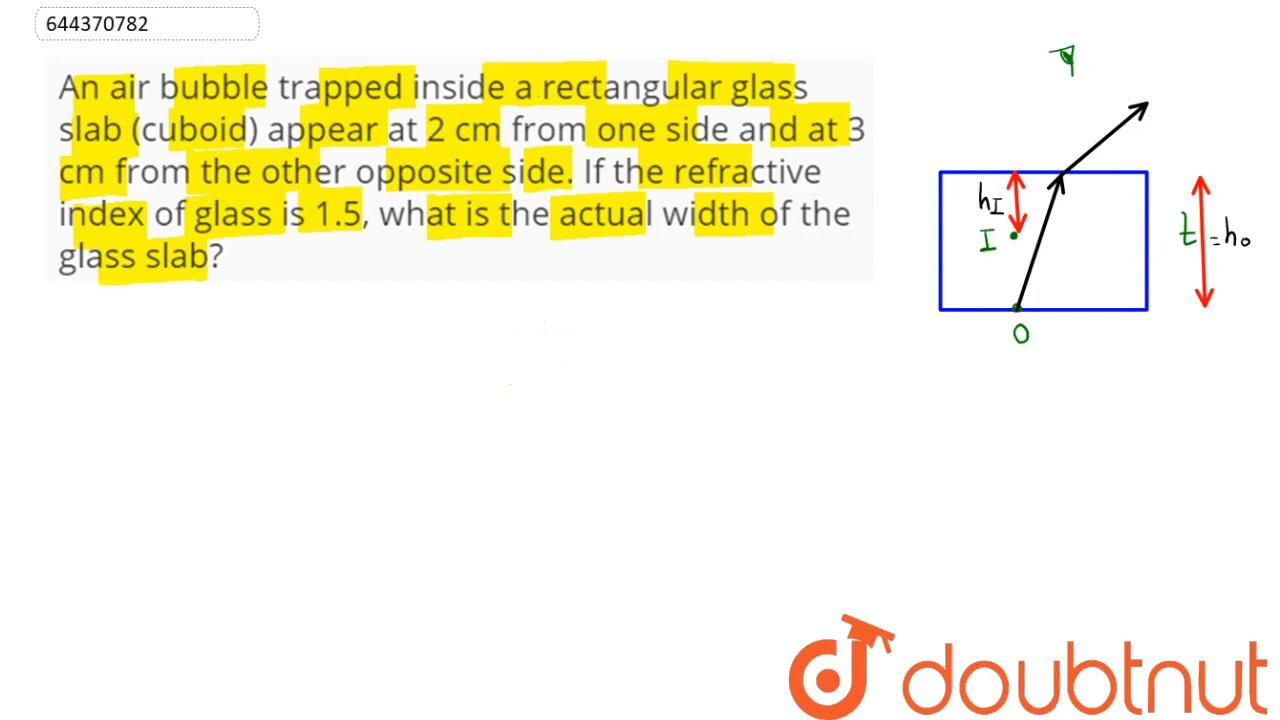 644370782
An air bubble trapped inside a rectangular glass
slab (cuboid) appear at 2 cm from one side and at 3
cm from the other opposite side. If the refractive
index of glass is 1.5, what is the actual width of the
glass slab?
hI
I
t = ho
O
doubtnut